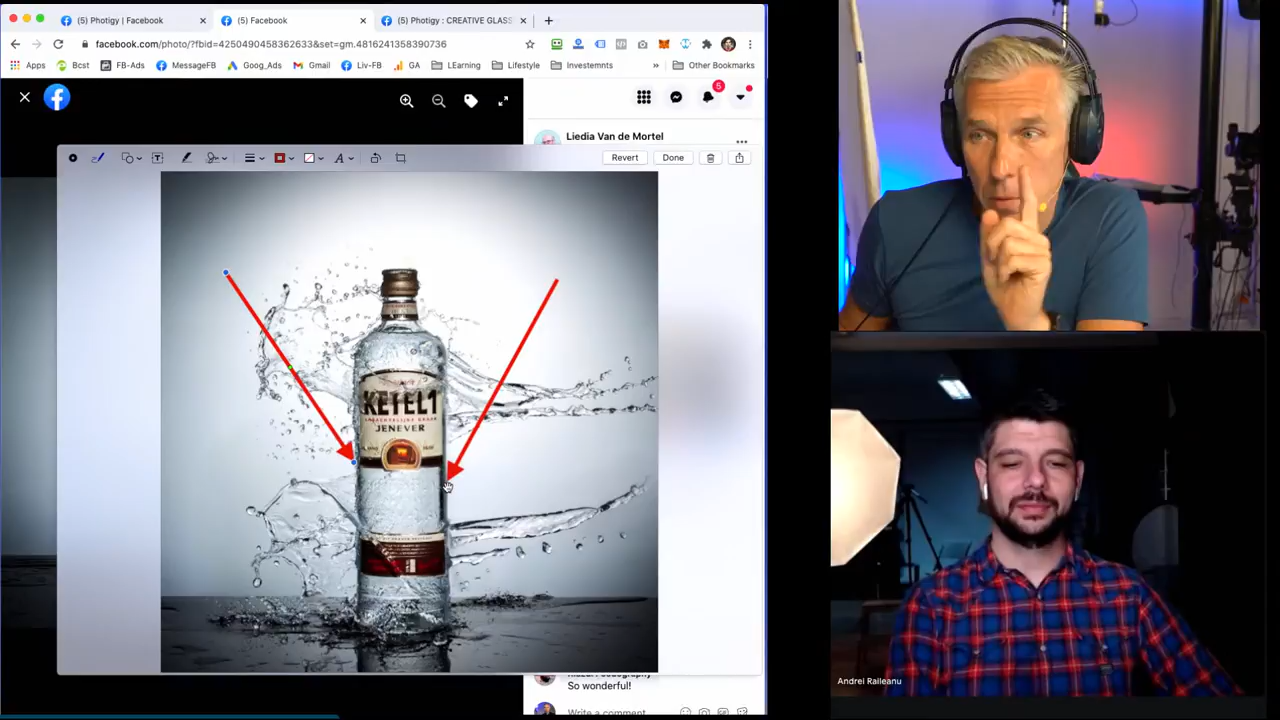 (5) Photigy | Facebook
(5) Facebook
(5) Photigy : CREATIVE GLASS
facebook.com/photo/?fbid=4250490458362633&set=gm.4816241358390736
Apps
Bcst
FB-Ads
MessageFB
Goog_Ads
Gmail
Liv-FB
GA
LEarning
Lifestyle
Investemnts
»
Other Bookmarks
5
Liedia Van de Mortel
Revert
Done
KETEL1
JENEVER
So wonderful!
Write a comment...
Andrei Raileanu